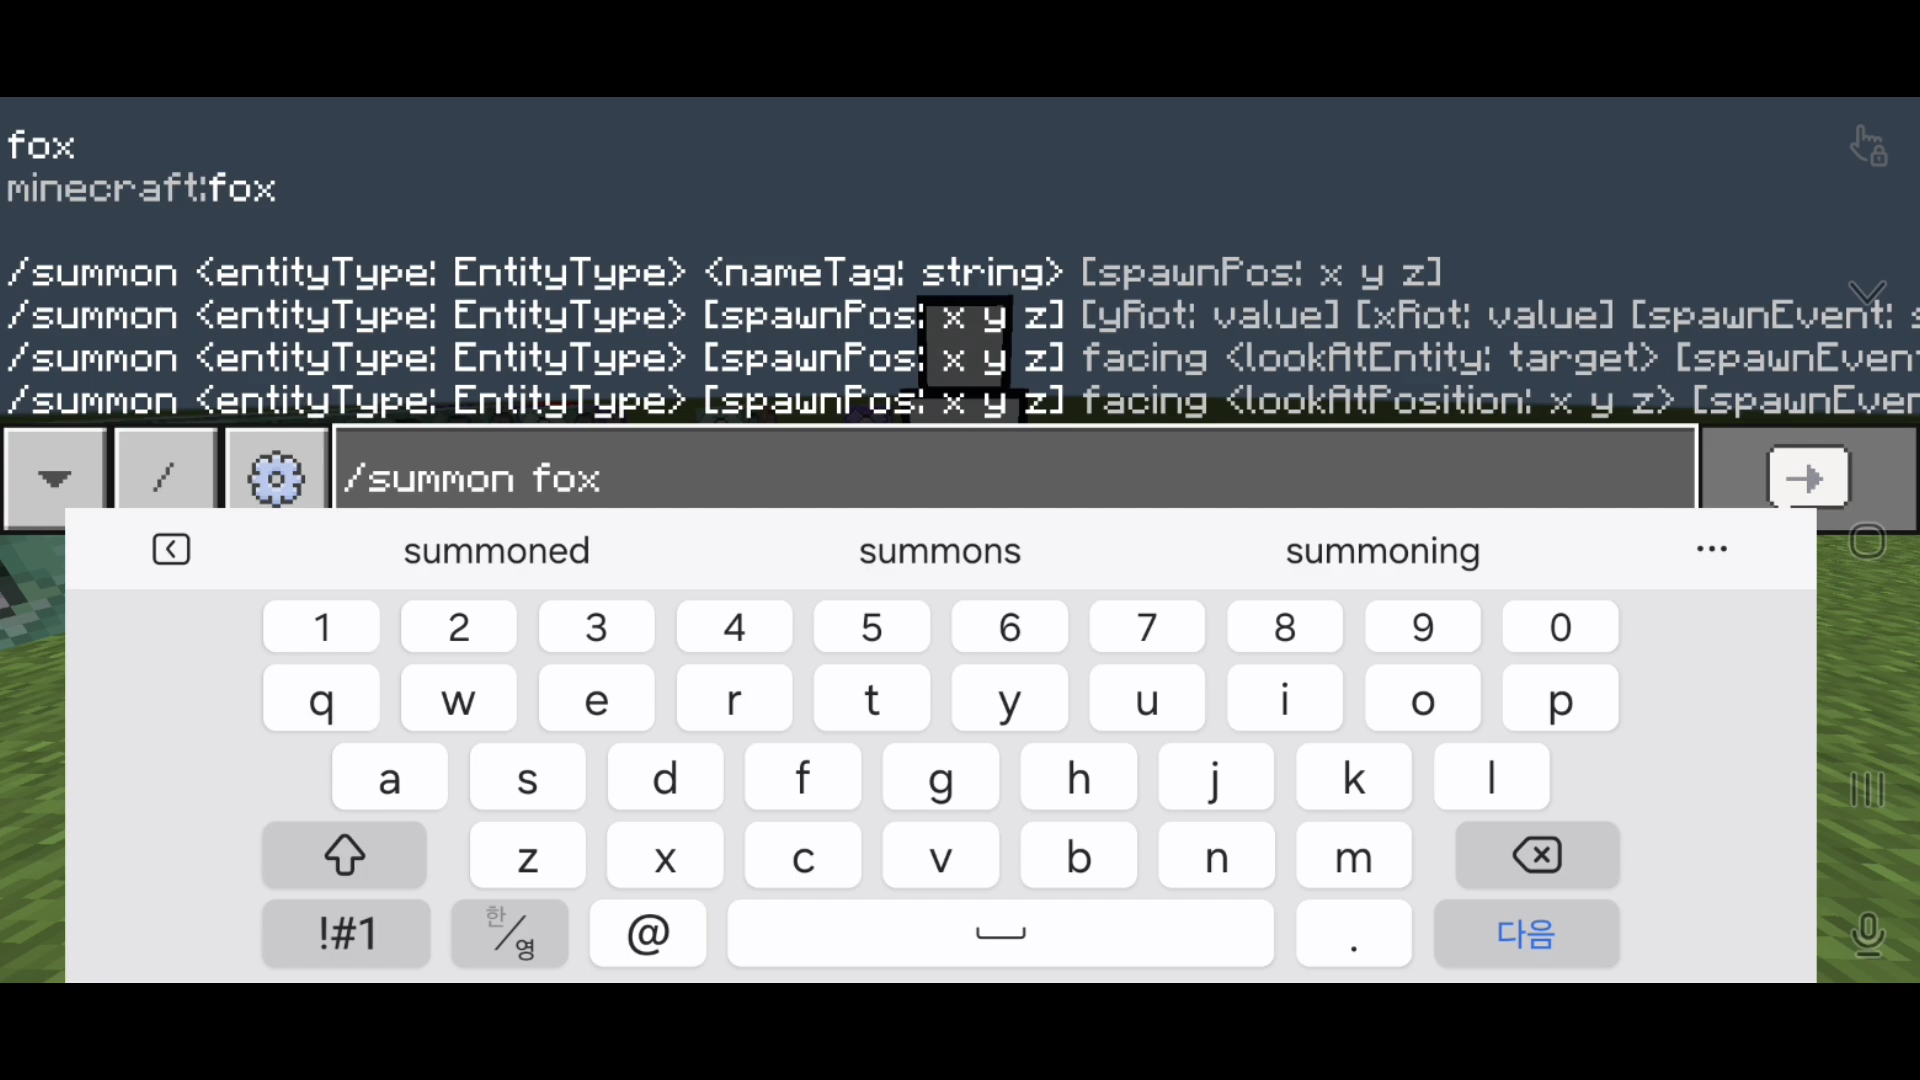 fox
minecraft:fox
/summon <entityType: EntityType> <nameTag: string> [spawnPos: x y z]
/summon <entityType: EntityType> [spawnPos: x y z] [yRot: value] [xRot: value] [spawnEvent: s
/summon <entityType: EntityType> [spawnPos: x y z] facing <lookAtEntity: target> [spawnEven
/summon <entityType: EntityType> [spawnPos: x y z] facing <lookAtPosition: x y z> [spawnEven
/
/summon fox
summoned summons summoning ...
1 2 3 4 5 6 7 8 9 0
q w e r t y u i o p
a s d f g h j k l
z x c v b n m
!#1 한/영 @ . 다음